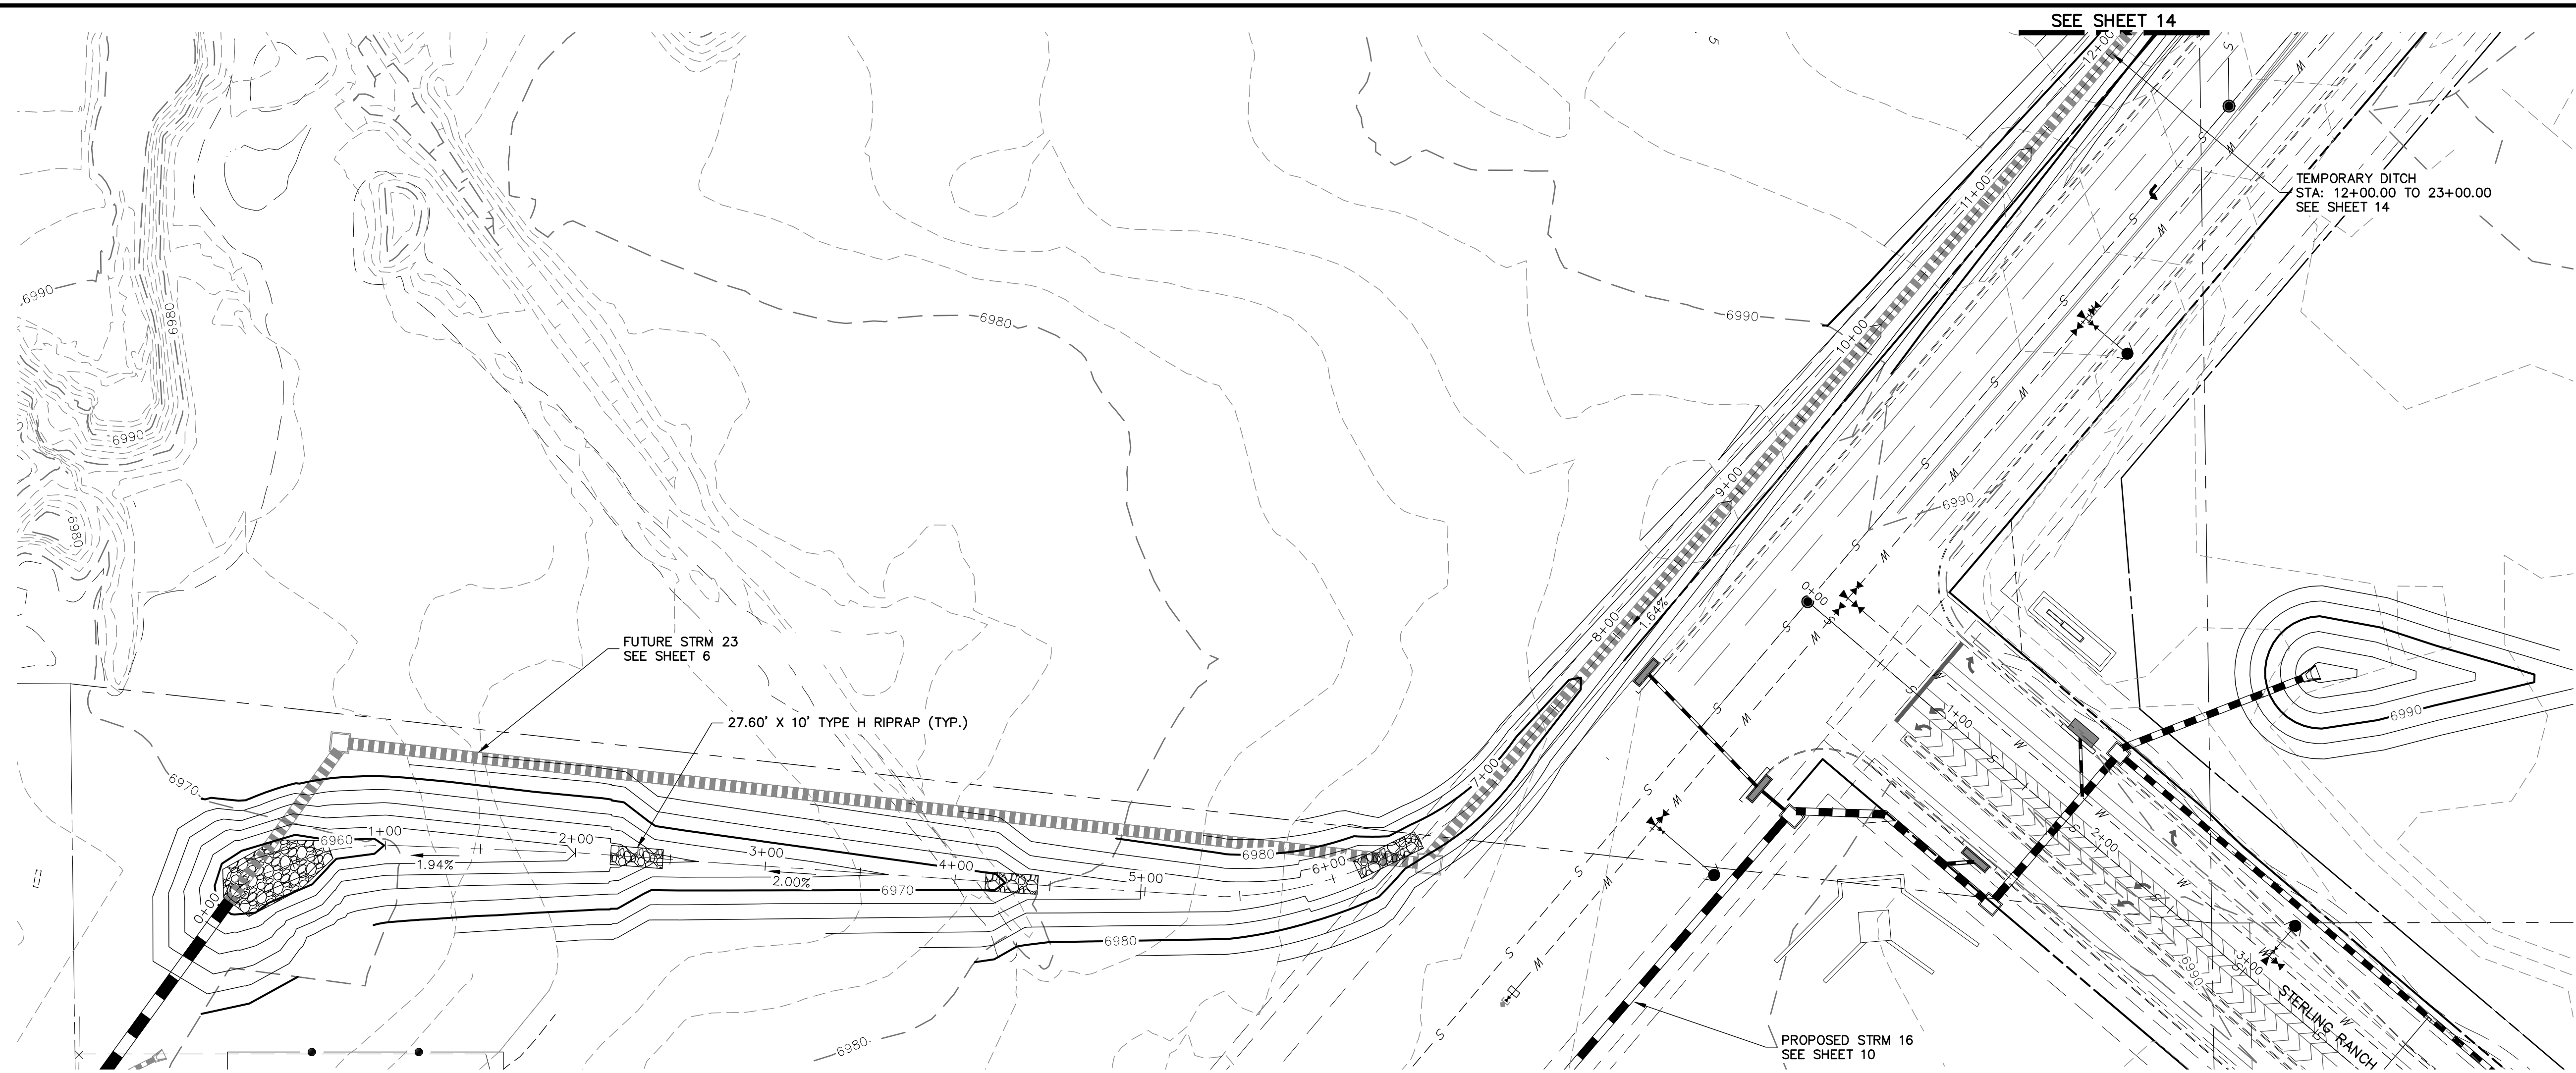 SEE SHEET 14
12+00
S
S
W
S
W
11+00
TEMPORARY DITCH
STA: 12+00.00 TO 23+00.00
SEE SHEET 14
S
W
6990
6980
6980
6990
10+00
S
W
S
W
6990
9+00
S
W
6990
6980
S
W
0+00
8+00
1.64%
S
W
S
W
FUTURE STRM 23
SEE SHEET 6
S
W
S
W
1+00
27.60' X 10' TYPE H RIPRAP (TYP.)
6990
W
S
6970
7+00
S
W
W
6960
1+00
2+00
3+00
4+00
5+00
6+00
6980
1.94%
2.00%
6970
S
2+00
W
S
W
0+00
6980
S
W
W
3+00
S
6990
S
W
STERLING RANCH
W
S
S
6980
PROPOSED STRM 16
SEE SHEET 10